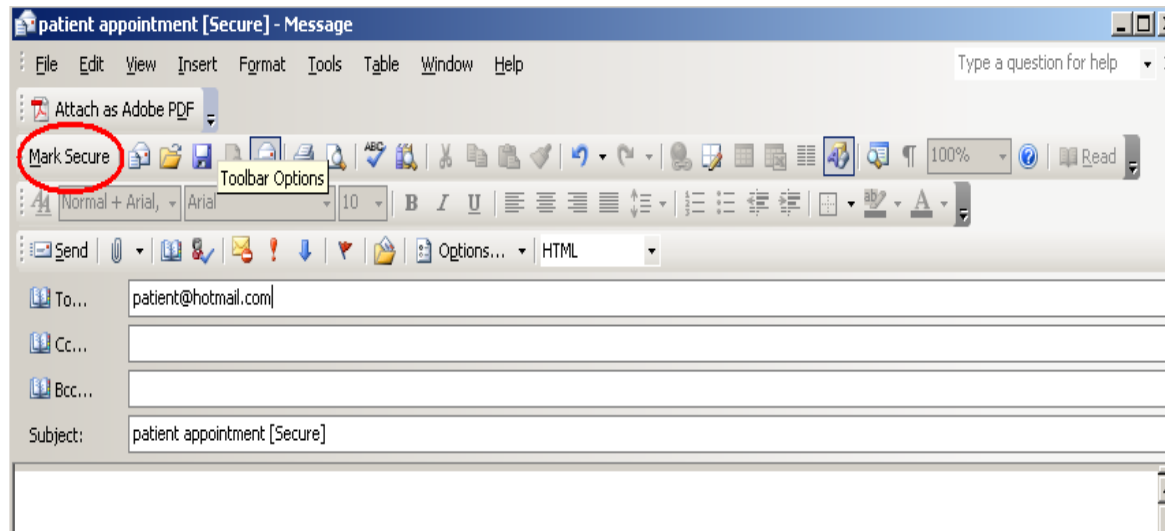 patient appointment [Secure] - Message
File Edit View Insert Format Tools Table Window Help Type a question for help
Attach as Adobe PDF
Mark Secure ABC 100% Read
Toolbar Options
Normal + Arial, Arial 10 B I U ab A
Send Options... HTML
To... patient@hotmail.com
Cc...
Bcc...
Subject: patient appointment [Secure]